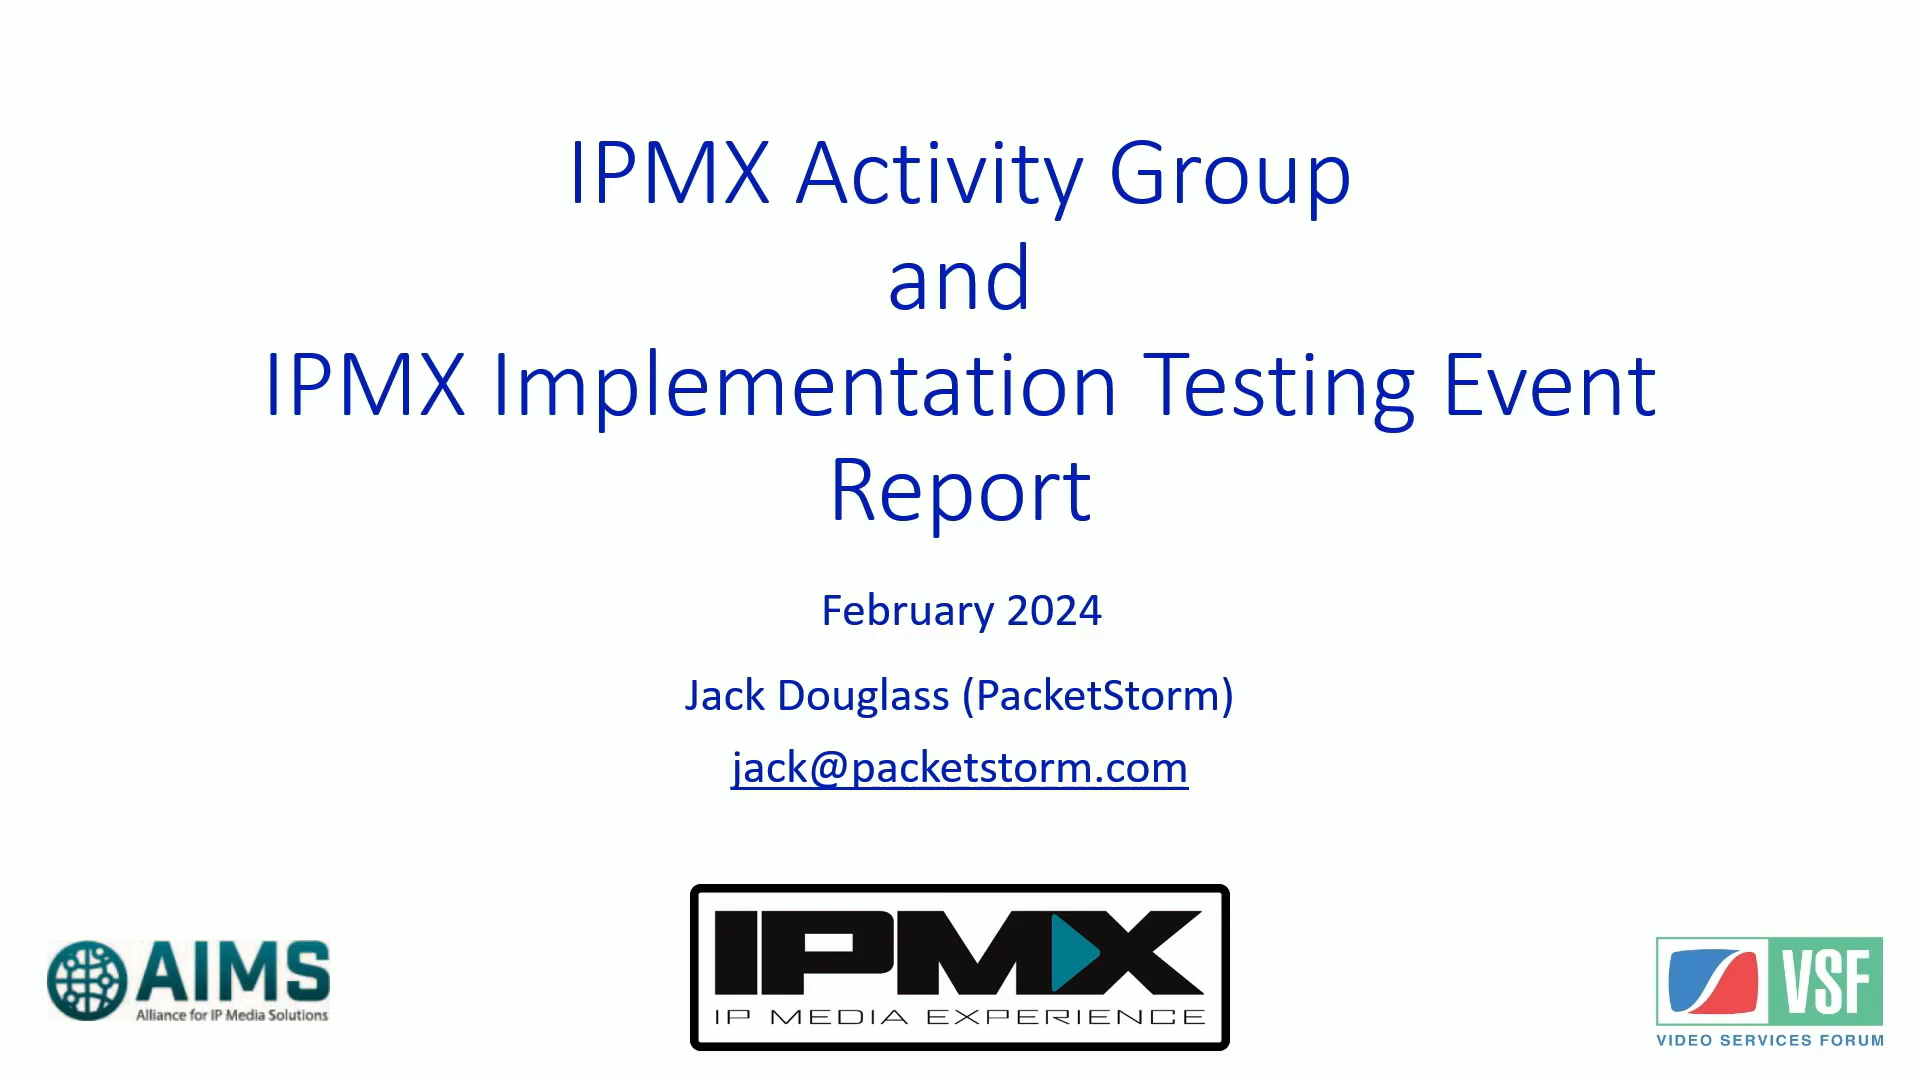 IPMX Activity Group
and
IPMX Implementation Testing Event
Report
February 2024
Jack Douglass (PacketStorm)
jack@packetstorm.com
AIMS
Alliance for IP Media Solutions
IPMX
IP MEDIA EXPERIENCE
VSF
VIDEO SERVICES FORUM